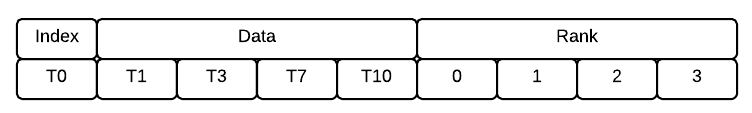 Index Data Rank
T0 T1 T3 T7 T10 0 1 2 3